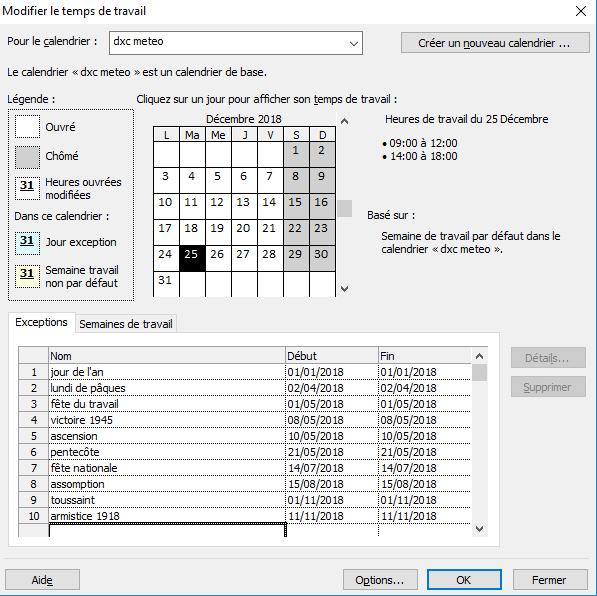 Modifier le temps de travail
Pour le calendrier :
dxc meteo
Créer un nouveau calendrier ...
Le calendrier « dxc meteo » est un calendrier de base.
Légende :
Ouvré
Chômé
31 Heures ouvrées
modifiées
Dans ce calendrier :
31 Jour exception
31 Semaine travail
non par défaut
Cliquez sur un jour pour afficher son temps de travail :
Décembre 2018
L Ma Me J V S D
1 2
3 4 5 6 7 8 9
10 11 12 13 14 15 16
17 18 19 20 21 22 23
24 25 26 27 28 29 30
31
Heures de travail du 25 Décembre
• 09:00 à 12:00
• 14:00 à 18:00
Basé sur :
Semaine de travail par défaut dans le
calendrier « dxc meteo ».
Exceptions Semaines de travail
Nom Début Fin
1 jour de l'an 01/01/2018 01/01/2018
2 lundi de pâques 02/04/2018 02/04/2018
3 fête du travail 01/05/2018 01/05/2018
4 victoire 1945 08/05/2018 08/05/2018
5 ascension 10/05/2018 10/05/2018
6 pentecôte 21/05/2018 21/05/2018
7 fête nationale 14/07/2018 14/07/2018
8 assomption 15/08/2018 15/08/2018
9 toussaint 01/11/2018 01/11/2018
10 armistice 1918 11/11/2018 11/11/2018
Détails...
Supprimer
Aide Options... OK Fermer